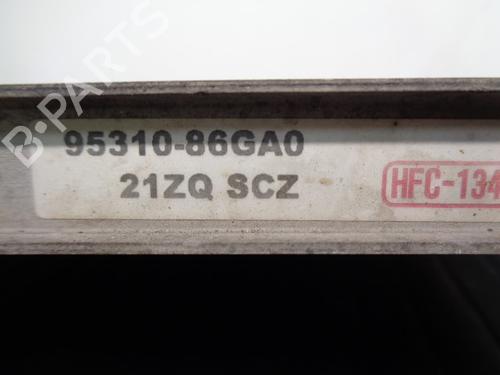 B-PARTS
95310-86GA0
21ZQ SCZ
HFC-134